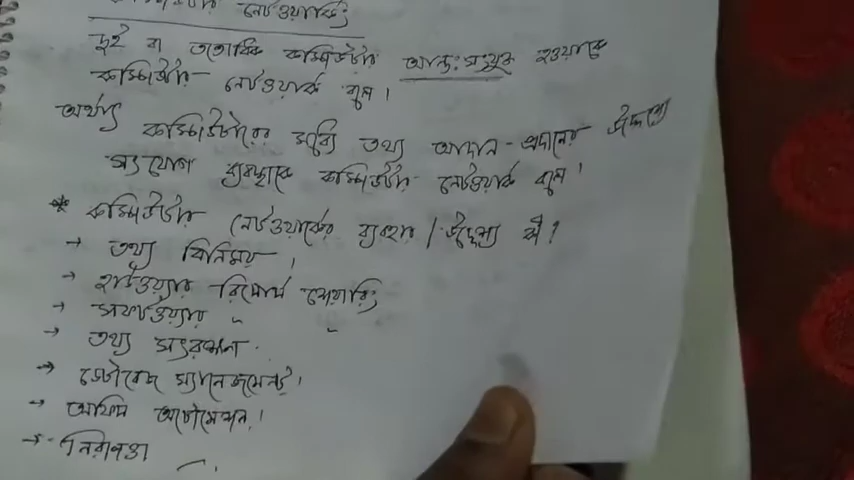 কম্পিউটার নেটওয়ার্কিং
দুই বা ততোধিক কম্পিউটার আন্তঃসংযুক্ত হওয়াকে
কম্পিউটার নেটওয়ার্ক বলে।
অর্থাৎ কম্পিউটারের মধ্যে তথ্য আদান-প্রদানের উদ্দেশ্যে
সংযোগ ব্যবস্থাকে কম্পিউটার নেটওয়ার্ক বলে।
* কম্পিউটার নেটওয়ার্কের ব্যবহার / উদ্দেশ্য কী?
→ তথ্য বিনিময়।
→ হার্ডওয়্যার রিসোর্স শেয়ারিং
→ সফটওয়্যার " "
→ তথ্য সংরক্ষণ.
→ ডেটাবেজ ম্যানেজমেন্ট।
→ অফিস অটোমেশন।
→ নিরাপত্তা